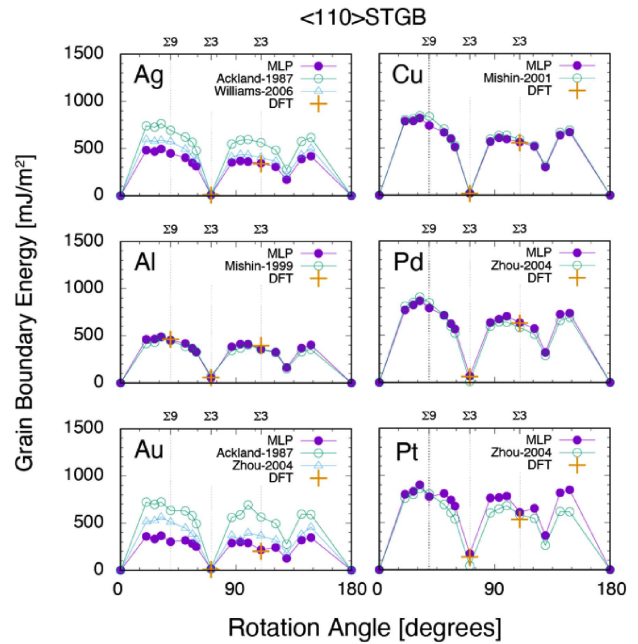 <110>STGB
Σ9 Σ3 Σ3
Σ9 Σ3 Σ3
1500
1000
500
0
Ag
MLP
Ackland-1987
Williams-2006
DFT
Cu
MLP
Mishin-2001
DFT
Σ9 Σ3 Σ3
Σ9 Σ3 Σ3
1500
1000
500
0
Al
MLP
Mishin-1999
DFT
Pd
MLP
Zhou-2004
DFT
Σ9 Σ3 Σ3
Σ9 Σ3 Σ3
1500
1000
500
0
Au
MLP
Ackland-1987
Zhou-2004
DFT
Pt
MLP
Zhou-2004
DFT
0 90 180
0 90 180
Grain Boundary Energy [mJ/m²]
Rotation Angle [degrees]